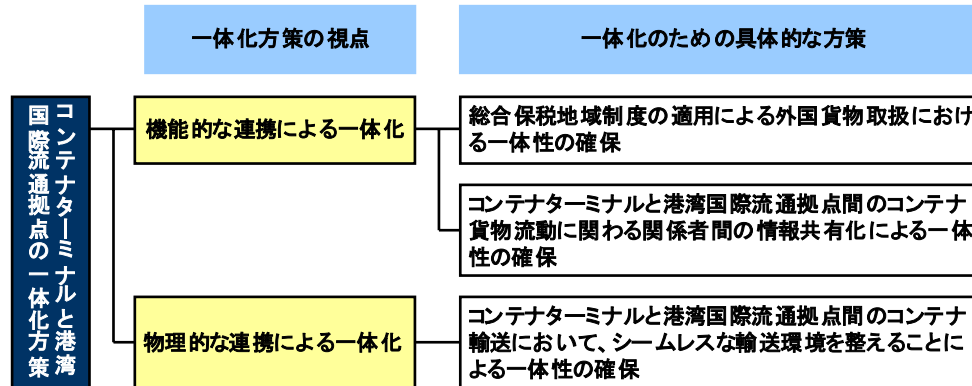 一体化方策の視点
一体化のための具体的な方策
コンテナターミナルと港湾
国際流通拠点の一体化方策
機能的な連携による一体化
総合保税地域制度の適用による外国貨物取扱におけ
る一体性の確保
コンテナターミナルと港湾国際流通拠点間のコンテナ
貨物流動に関わる関係者間の情報共有化による一体
性の確保
物理的な連携による一体化
コンテナターミナルと港湾国際流通拠点間のコンテナ
輸送において、シームレスな輸送環境を整えることに
よる一体性の確保